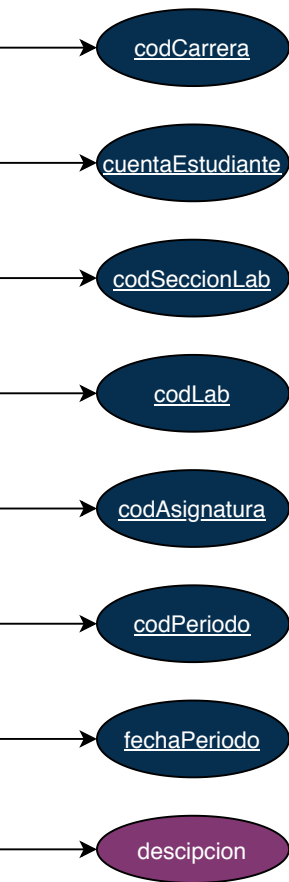 codCarrera
cuentaEstudiante
codSeccionLab
codLab
codAsignatura
codPeriodo
fechaPeriodo
descipcion